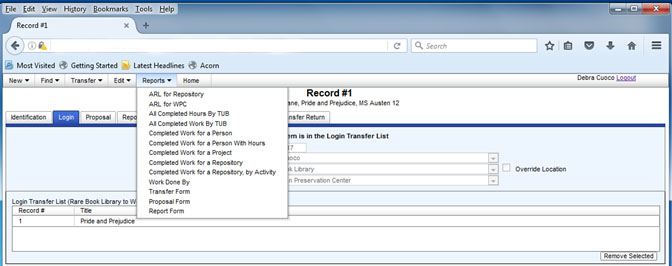 File Edit View History Bookmarks Tools Help
Record #1
Search
Most Visited Getting Started Latest Headlines Acorn
New Find Transfer Edit Reports Home
Debra Cuoco Logout
Record #1
ane, Pride and Prejudice, MS Austen 12
Identification Login Proposal Repo
nsfer Return
ARL for Repository
ARL for WPC
All Completed Hours By TUB
All Completed Work By TUB
Completed Work for a Person
Completed Work for a Person With Hours
Completed Work for a Project
Completed Work for a Repository
Completed Work for a Repository, by Activity
Work Done By
Transfer Form
Proposal Form
Report Form
em is in the Login Transfer List
17
uoco
ok Library
Override Location
n Preservation Center
Login Transfer List (Rare Book Library to W
Record # Title
1 Pride and Prejudice
Remove Selected